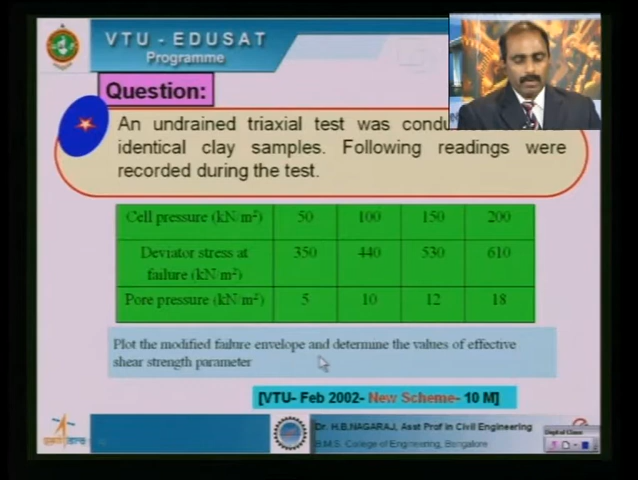 VTU - EDUSAT
Programme
Question:
An undrained triaxial test was
identical clay samples. Following readings were
recorded during the test.
Cell pressure (kN/m²) 50 100 150 200
Deviator stress at 350 440 530 610
failure (kN/m²)
Pore pressure (kN/m²) 5 10 12 18
Plot the modified failure envelope and determine the values of effective
shear strength parameter
[VTU- Feb 2002- New Scheme- 10 M]
Dr. H.B.NAGARAJ, Asst Prof in Civil Engineering
B.M.S. College of Engineering, Bangalore